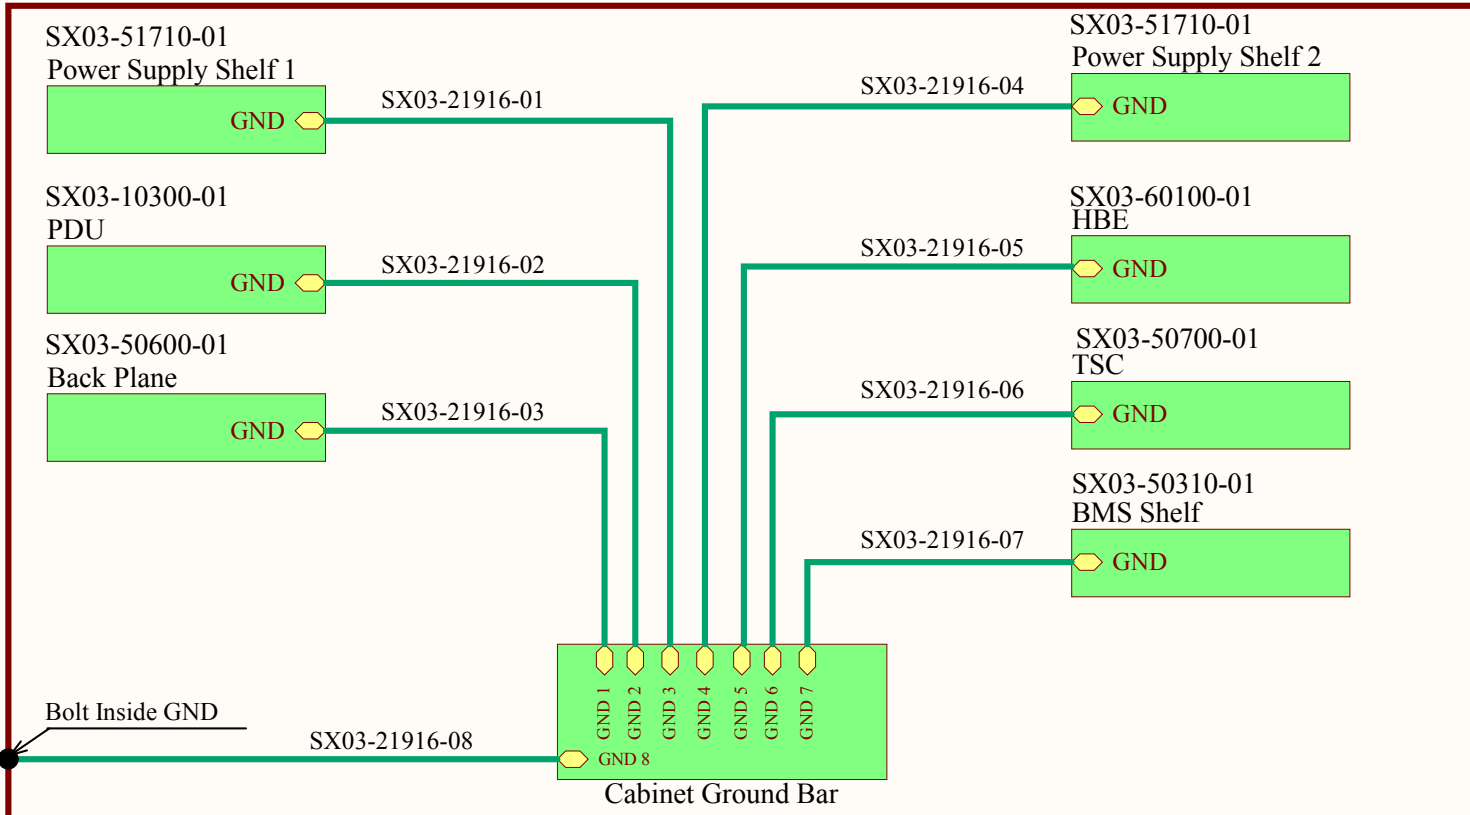 SX03-51710-01
Power Supply Shelf 1
GND
SX03-21916-01
SX03-10300-01
PDU
GND
SX03-21916-02
SX03-50600-01
Back Plane
GND
SX03-21916-03
SX03-51710-01
Power Supply Shelf 2
SX03-21916-04
GND
SX03-60100-01
HBE
SX03-21916-05
GND
SX03-50700-01
TSC
SX03-21916-06
GND
SX03-50310-01
BMS Shelf
SX03-21916-07
GND
GND 1
GND 2
GND 3
GND 4
GND 5
GND 6
GND 7
Bolt Inside GND
SX03-21916-08
GND 8
Cabinet Ground Bar